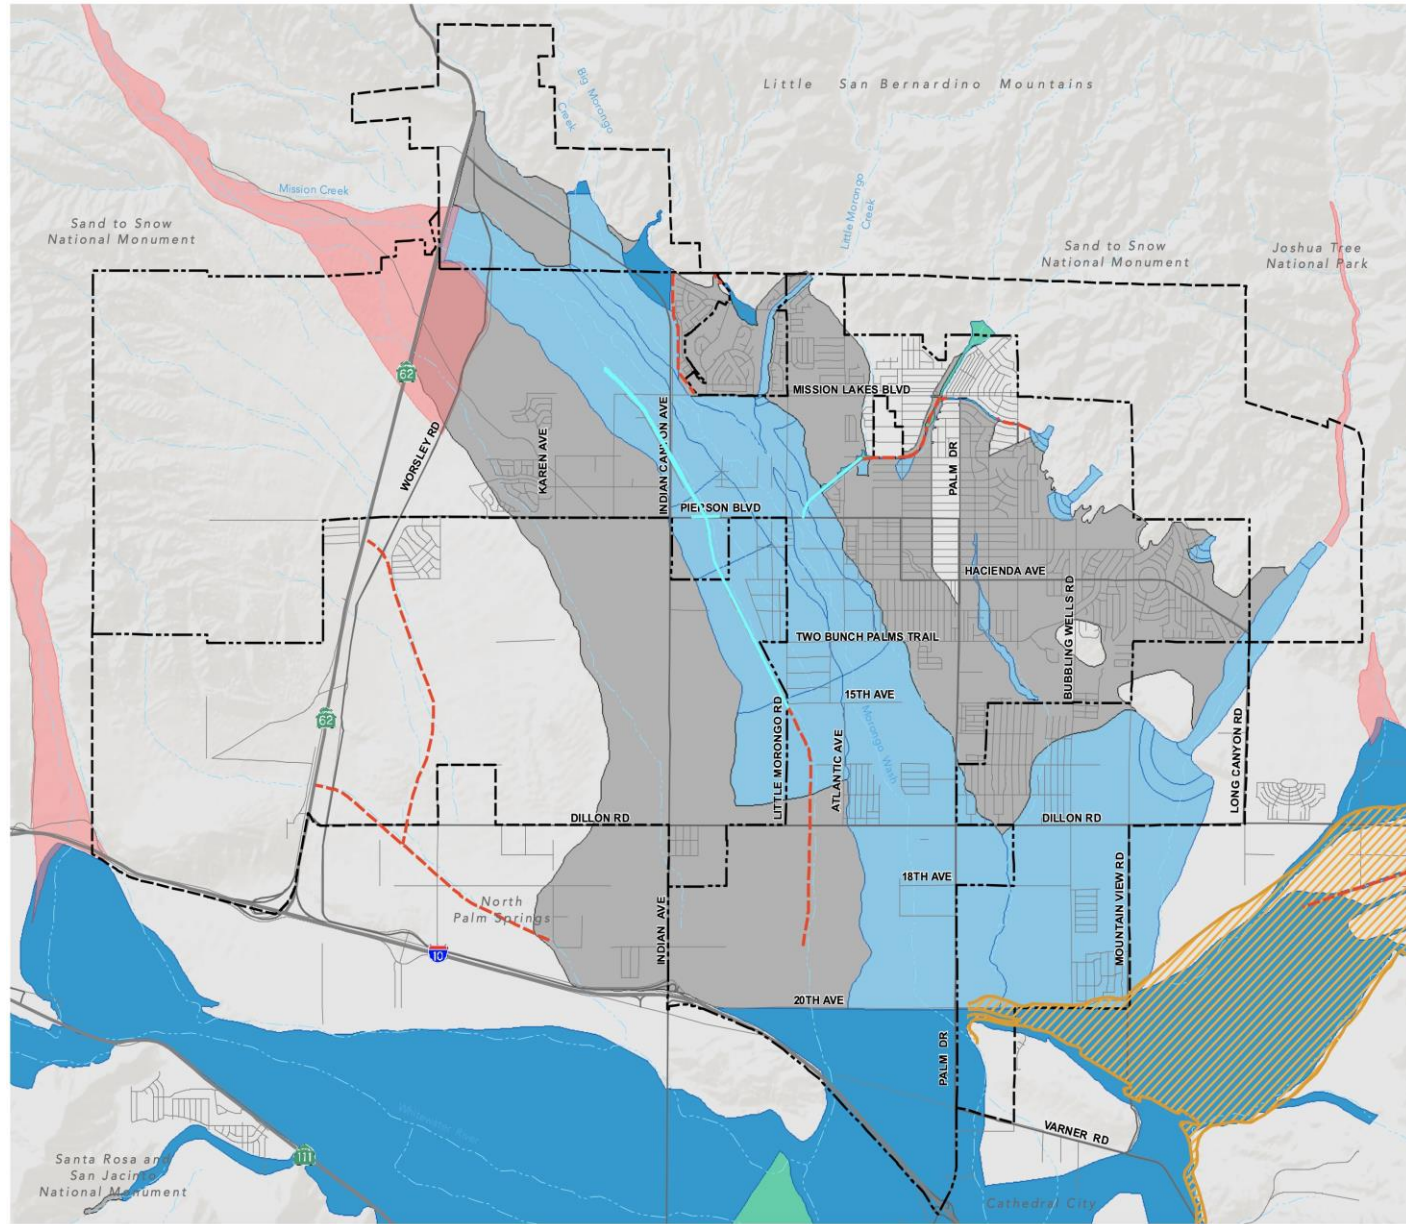 Little San Bernardino Mountains
Big Morongo
Creek
Mission Creek
Little Morongo
Creek
Sand to Snow
National Monument
Sand to Snow
National Monument
Joshua Tree
National Park
62
MISSION LAKES BLVD
WORSLEY RD
KAREN AVE
INDIAN CANYON AVE
PALM DR
PIERSON BLVD
HACIENDA AVE
BUBBLING WELLS RD
TWO BUNCH PALMS TRAIL
62
15TH AVE
LITTLE MORONGO RD
ATLANTIC AVE
Morongo Wash
LONG CANYON RD
DILLON RD
DILLON RD
18TH AVE
North
Palm Springs
INDIAN AVE
MOUNTAIN VIEW RD
10
20TH AVE
PALM DR
VARNER RD
Whitewater River
111
Santa Rosa and
San Jacinto
National Monument
Cathedral City